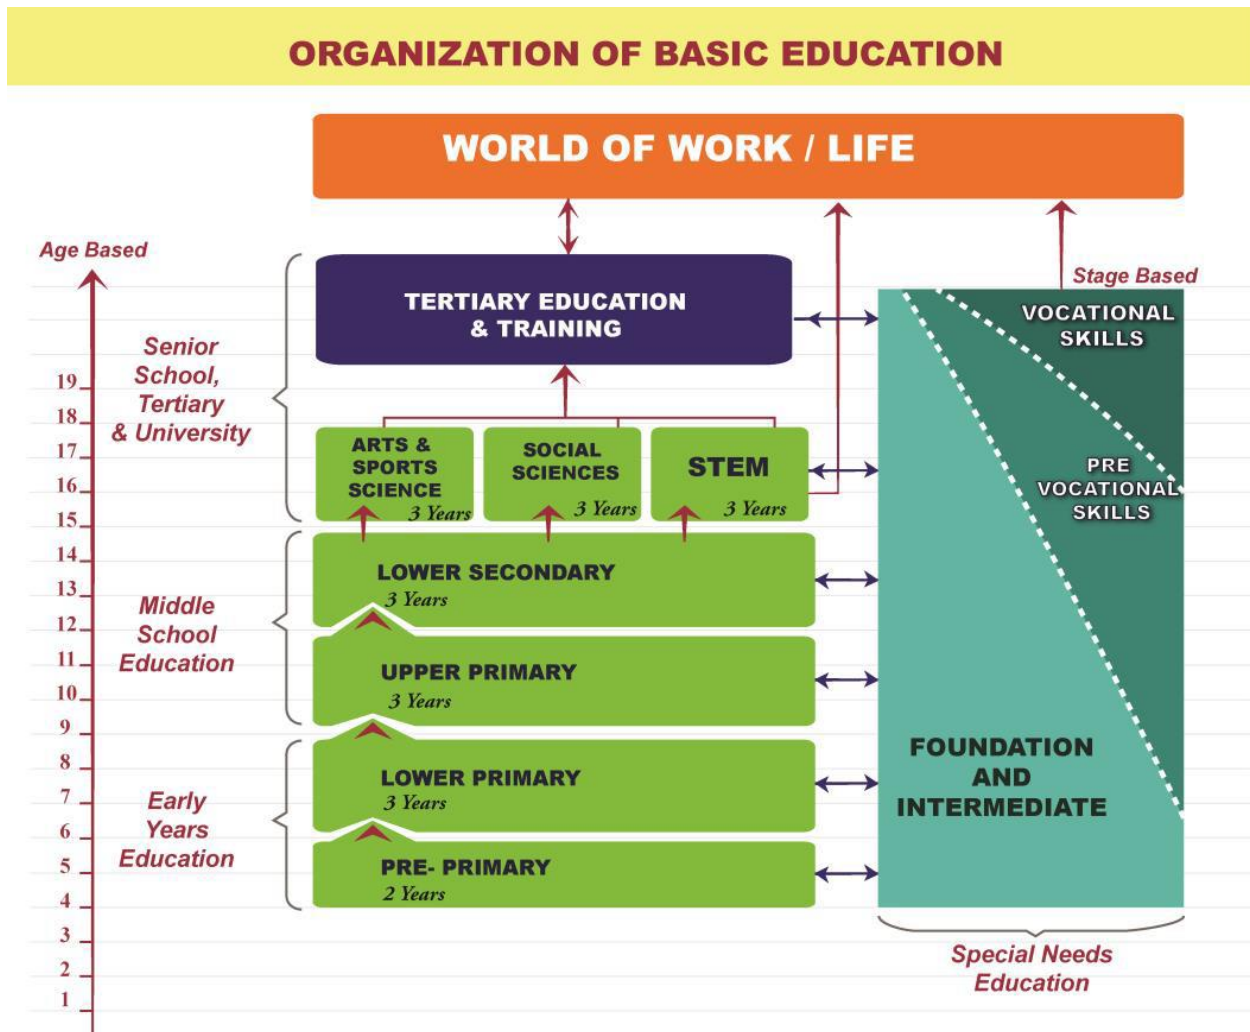 ORGANIZATION OF BASIC EDUCATION
WORLD OF WORK / LIFE
Age Based
Stage Based
TERTIARY EDUCATION
& TRAINING
VOCATIONAL
SKILLS
Senior
School,
Tertiary
& University
19
18
17
16
15
14
13
12
11
10
9
8
7
6
5
4
3
2
1
ARTS &
SPORTS
SCIENCE
3 Years
SOCIAL
SCIENCES
3 Years
STEM
3 Years
PRE
VOCATIONAL
SKILLS
Middle
School
Education
LOWER SECONDARY
3 Years
UPPER PRIMARY
3 Years
Early
Years
Education
LOWER PRIMARY
3 Years
PRE- PRIMARY
2 Years
FOUNDATION
AND
INTERMEDIATE
Special Needs
Education